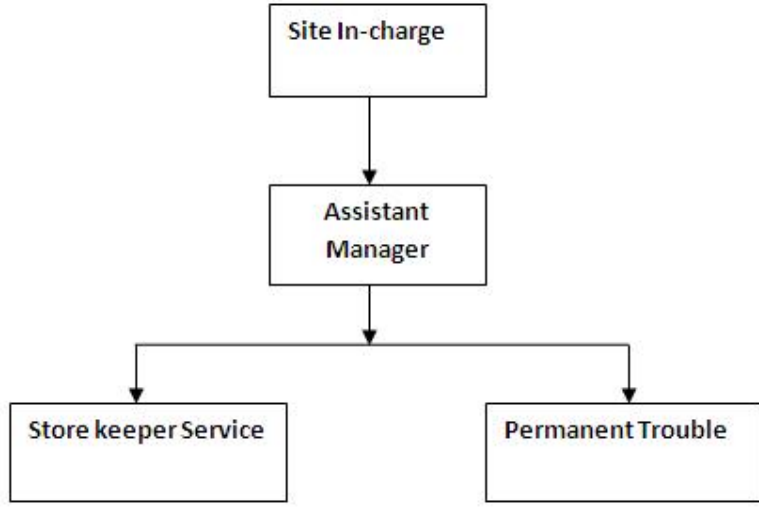 Site In-charge
Assistant
Manager
Store keeper Service
Permanent Trouble